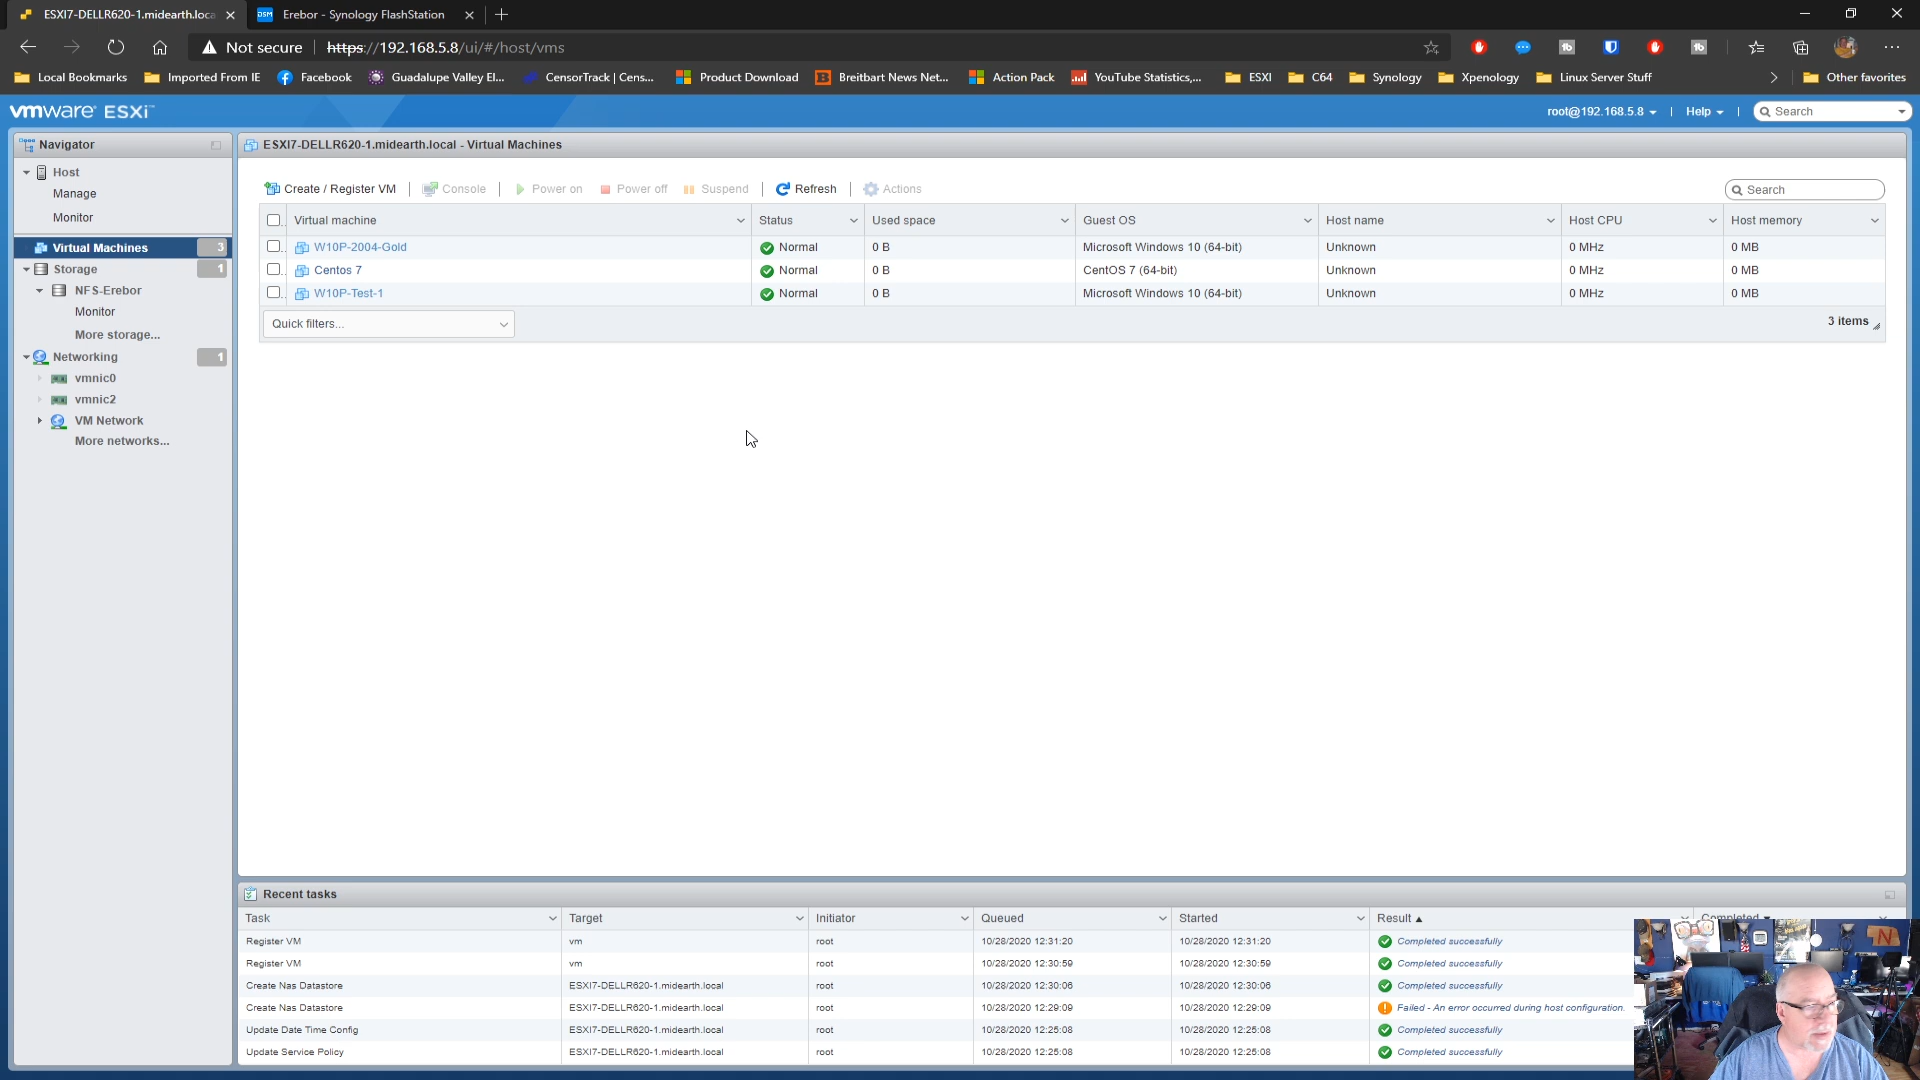 ESXI7-DELLR620-1.midearth.loca
Erebor - Synology FlashStation
Not secure https://192.168.5.8/ui/#/host/vms
Local Bookmarks Imported From IE Facebook Guadalupe Valley El... CensorTrack | Cens... Product Download Breitbart News Net... Action Pack YouTube Statistics,... ESXI C64 Synology Xpenology Linux Server Stuff Other favorites
vmware ESXi
root@192.168.5.8 | Help | Search
Navigator
Host
Manage
Monitor
Virtual Machines 3
Storage 1
NFS-Erebor
Monitor
More storage...
Networking 1
vmnic0
vmnic2
VM Network
More networks...
ESXI7-DELLR620-1.midearth.local - Virtual Machines
Create / Register VM | Console | Power on Power off Suspend | Refresh | Actions Search
Virtual machine Status Used space Guest OS Host name Host CPU Host memory
W10P-2004-Gold Normal 0 B Microsoft Windows 10 (64-bit) Unknown 0 MHz 0 MB
Centos 7 Normal 0 B CentOS 7 (64-bit) Unknown 0 MHz 0 MB
W10P-Test-1 Normal 0 B Microsoft Windows 10 (64-bit) Unknown 0 MHz 0 MB
Quick filters... 3 items
Recent tasks
Task Target Initiator Queued Started Result Completed
Register VM vm root 10/28/2020 12:31:20 10/28/2020 12:31:20 Completed successfully
Register VM vm root 10/28/2020 12:30:59 10/28/2020 12:30:59 Completed successfully
Create Nas Datastore ESXI7-DELLR620-1.midearth.local root 10/28/2020 12:30:06 10/28/2020 12:30:06 Completed successfully
Create Nas Datastore ESXI7-DELLR620-1.midearth.local root 10/28/2020 12:29:09 10/28/2020 12:29:09 Failed - An error occurred during host configuration.
Update Date Time Config ESXI7-DELLR620-1.midearth.local root 10/28/2020 12:25:08 10/28/2020 12:25:08 Completed successfully
Update Service Policy ESXI7-DELLR620-1.midearth.local root 10/28/2020 12:25:08 10/28/2020 12:25:08 Completed successfully